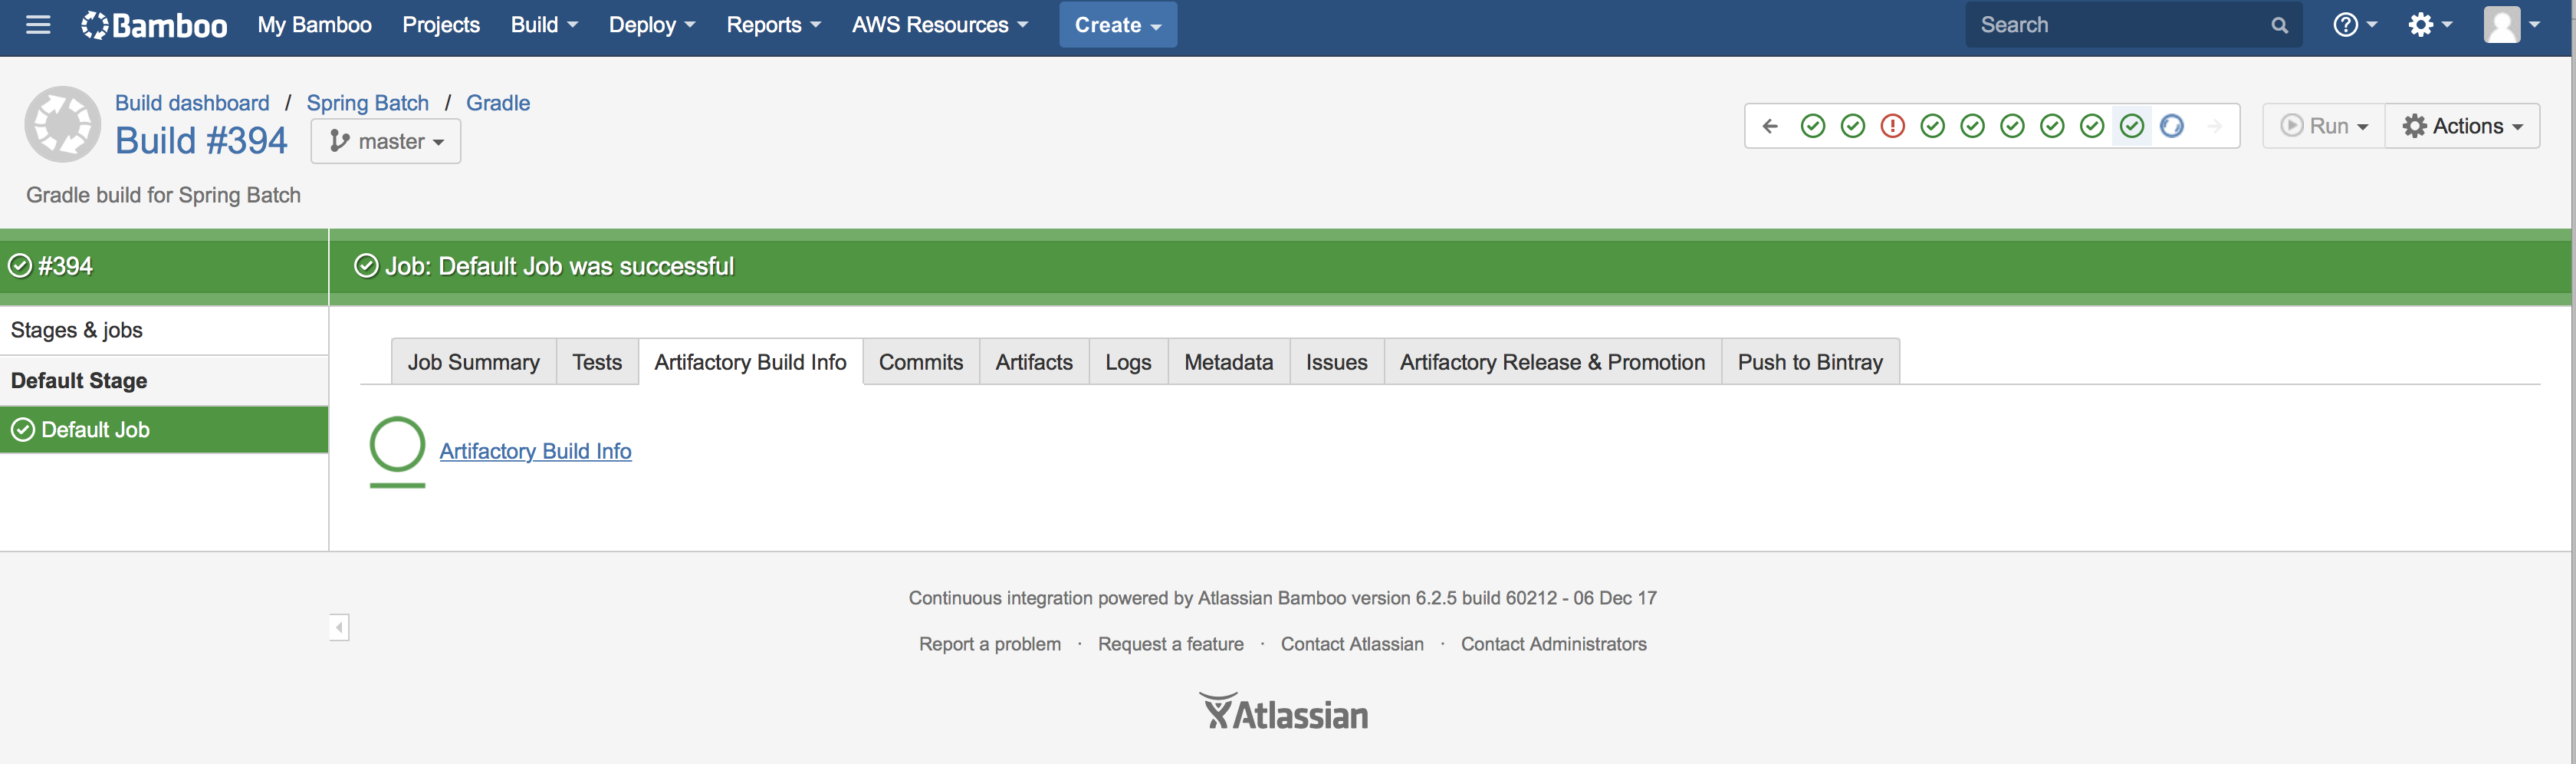 Bamboo My Bamboo Projects Build Deploy Reports AWS Resources Create Search
Build dashboard / Spring Batch / Gradle
Build #394 master
Run Actions
Gradle build for Spring Batch
#394 Job: Default Job was successful
Stages & jobs
Default Stage
Default Job
Job Summary Tests Artifactory Build Info Commits Artifacts Logs Metadata Issues Artifactory Release & Promotion Push to Bintray
Artifactory Build Info
Continuous integration powered by Atlassian Bamboo version 6.2.5 build 60212 - 06 Dec 17
Report a problem · Request a feature · Contact Atlassian · Contact Administrators
Atlassian